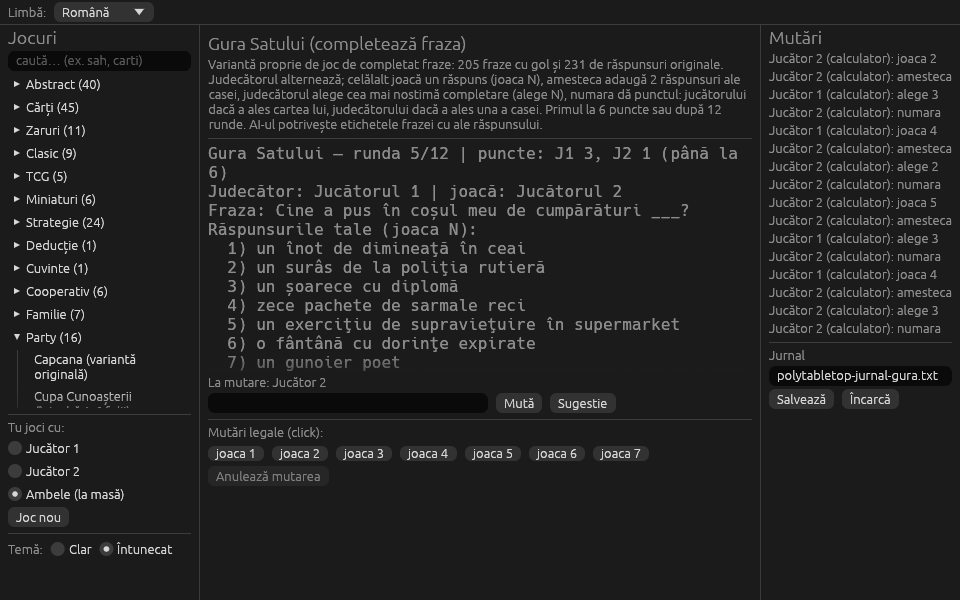 Limbă: Română
Jocuri
caută... (ex. sah, carti)
Abstract (40)
Cărți (45)
Zaruri (11)
Clasic (9)
TCG (5)
Miniaturi (6)
Strategie (24)
Deducție (1)
Cuvinte (1)
Cooperativ (6)
Familie (7)
Party (16)
Capcana (variantă
originală)
Cupa Cunoașterii
Tu joci cu:
Jucător 1
Jucător 2
Ambele (la masă)
Joc nou
Temă: Clar Întunecat
Gura Satului (completează fraza)
Variantă proprie de joc de completat fraze: 205 fraze cu gol și 231 de răspunsuri originale.
Judecătorul alternează; celălalt joacă un răspuns (joaca N), amesteca adaugă 2 răspunsuri ale
casei, judecătorul alege cea mai nostimă completare (alege N), numara dă punctul: jucătorului
dacă a ales cartea lui, judecătorului dacă a ales una a casei. Primul la 6 puncte sau după 12
runde. AI-ul potrivește etichetele frazei cu ale răspunsului.
Gura Satului — runda 5/12 | puncte: J1 3, J2 1 (până la
6)
Judecător: Jucătorul 1 | joacă: Jucătorul 2
Fraza: Cine a pus în coșul meu de cumpărături ___?
Răspunsurile tale (joaca N):
1) un înot de dimineață în ceai
2) un surâs de la poliția rutieră
3) un șoarece cu diplomă
4) zece pachete de sarmale reci
5) un exercițiu de supraviețuire în supermarket
6) o fântână cu dorințe expirate
7) un gunoier poet
La mutare: Jucător 2
Mută Sugestie
Mutări legale (click):
joaca 1 joaca 2 joaca 3 joaca 4 joaca 5 joaca 6 joaca 7
Anulează mutarea
Mutări
Jucător 2 (calculator): joaca 2
Jucător 2 (calculator): amesteca
Jucător 1 (calculator): alege 3
Jucător 2 (calculator): numara
Jucător 1 (calculator): joaca 4
Jucător 2 (calculator): amesteca
Jucător 2 (calculator): alege 2
Jucător 2 (calculator): numara
Jucător 2 (calculator): joaca 5
Jucător 2 (calculator): amesteca
Jucător 1 (calculator): alege 3
Jucător 2 (calculator): numara
Jucător 1 (calculator): joaca 4
Jucător 2 (calculator): amesteca
Jucător 2 (calculator): alege 3
Jucător 2 (calculator): numara
Jurnal
polytabletop-jurnal-gura.txt
Salvează Încarcă